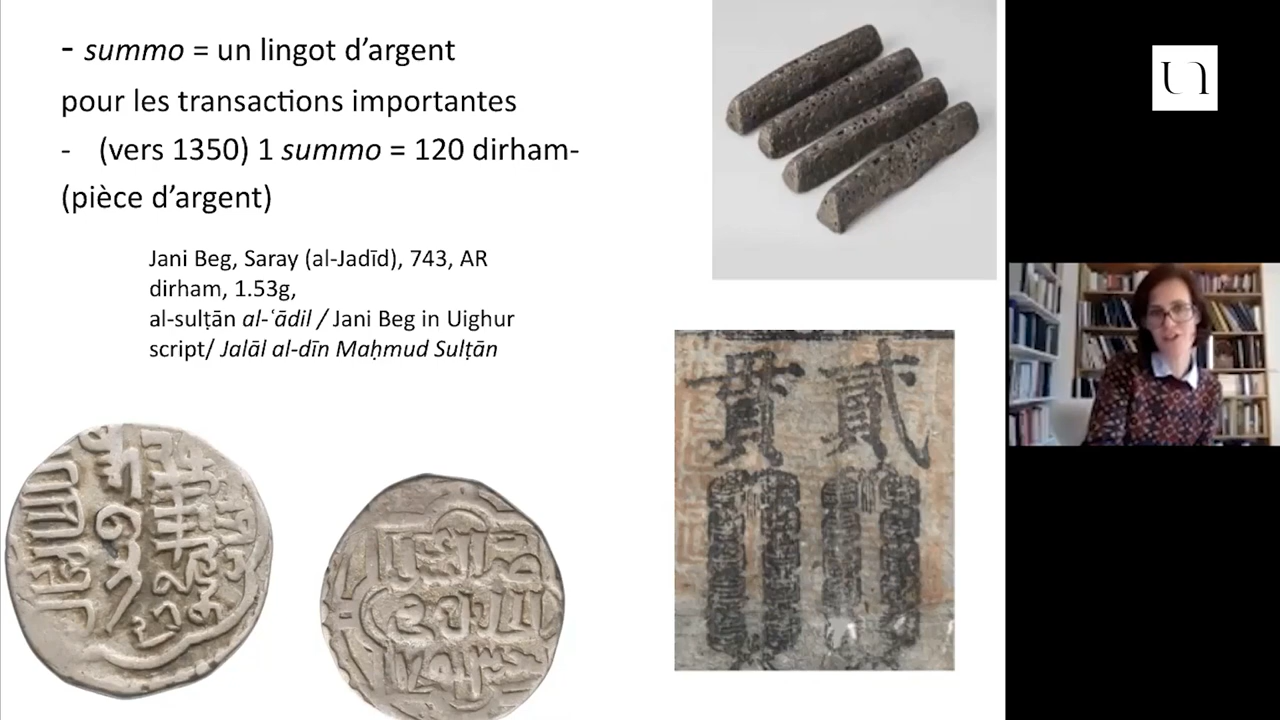 - summo = un lingot d’argent
pour les transactions importantes
- (vers 1350) 1 summo = 120 dirham-
(pièce d’argent)
Jani Beg, Saray (al-Jadīd), 743, AR
dirham, 1.53g,
al-sulṭān al-ʿādil / Jani Beg in Uighur
script/ Jalāl al-dīn Maḥmud Sulṭān
貳貫